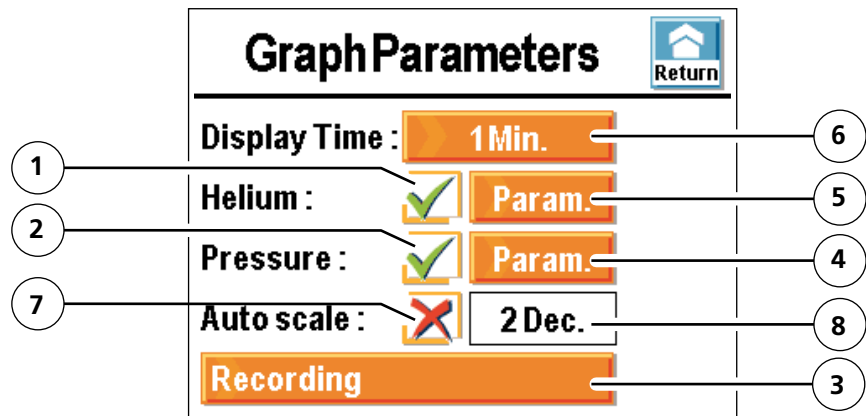 Graph Parameters
Return
Display Time : 1 Min. 6
1
Helium : Param. 5
2
Pressure : Param. 4
7
Auto scale : 2 Dec. 8
Recording 3